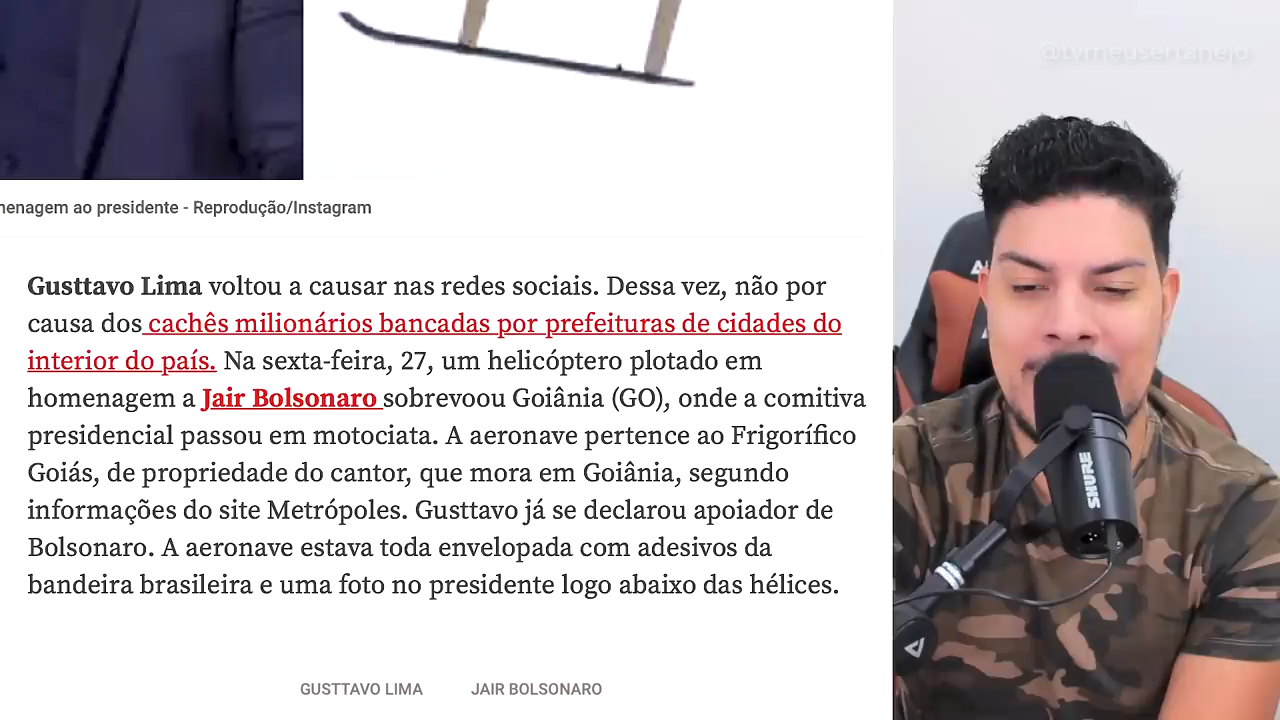 @tvmeusertanejo
menagem ao presidente - Reprodução/Instagram
Gusttavo Lima voltou a causar nas redes sociais. Dessa vez, não por
causa dos cachês milionários bancadas por prefeituras de cidades do
interior do país. Na sexta-feira, 27, um helicóptero plotado em
homenagem a Jair Bolsonaro sobrevoou Goiânia (GO), onde a comitiva
presidencial passou em motociata. A aeronave pertence ao Frigorífico
Goiás, de propriedade do cantor, que mora em Goiânia, segundo
informações do site Metrópoles. Gusttavo já se declarou apoiador de
Bolsonaro. A aeronave estava toda envelopada com adesivos da
bandeira brasileira e uma foto no presidente logo abaixo das hélices.
GUSTTAVO LIMA JAIR BOLSONARO
SHURE